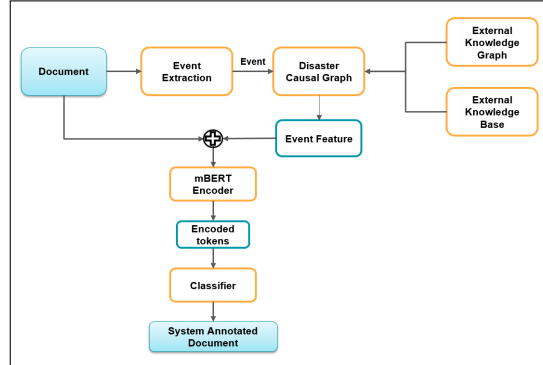 Document
Event
Extraction
Event
Disaster
Causal Graph
External
Knowledge
Graph
External
Knowledge
Base
Event Feature
mBERT
Encoder
Encoded
tokens
Classifier
System Annotated
Document